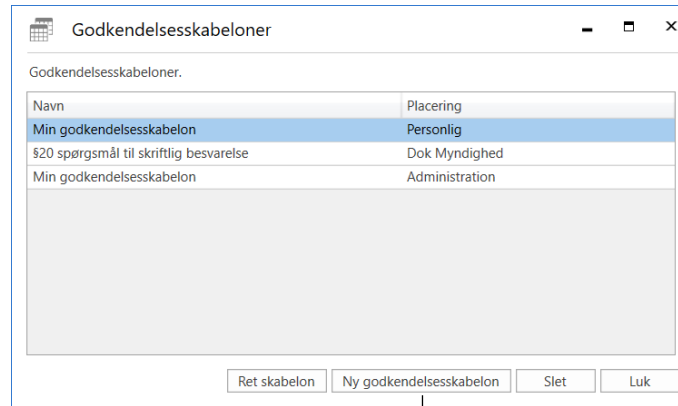 Godkendelsesskabeloner
Godkendelsesskabeloner.
Navn Placering
Min godkendelsesskabelon Personlig
§20 spørgsmål til skriftlig besvarelse Dok Myndighed
Min godkendelsesskabelon Administration
Ret skabelon Ny godkendelsesskabelon Slet Luk